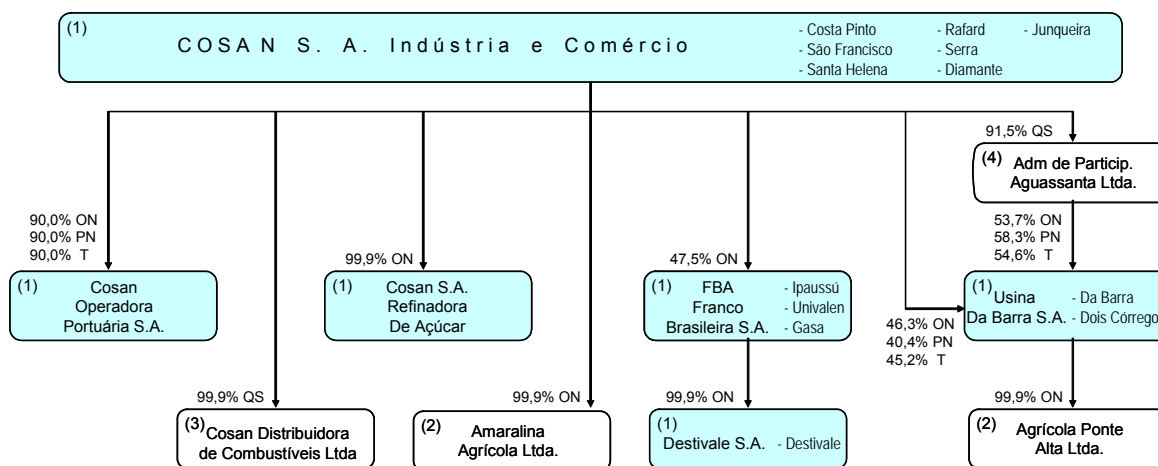 (1)
COSAN S. A. Indústria e Comércio
- Costa Pinto
- São Francisco
- Santa Helena
- Rafard
- Serra
- Diamante
- Junqueira
91,5% QS
(4) Adm de Particip.
Aguassanta Ltda.
90,0% ON
90,0% PN
90,0% T
99,9% ON
47,5% ON
53,7% ON
58,3% PN
54,6% T
(1) Cosan
Operadora
Portuária S.A.
(1) Cosan S.A.
Refinadora
De Açúcar
(1) FBA - Ipaussú
Franco - Univalen
Brasileira S.A. - Gasa
46,3% ON
40,4% PN
45,2% T
(1) Usina - Da Barra
Da Barra S.A. - Dois Córrego
99,9% QS
99,9% ON
99,9% ON
99,9% ON
(3) Cosan Distribuidora
de Combustíveis Ltda
(2) Amaralina
Agrícola Ltda.
(1)
Destivale S.A. - Destivale
(2) Agrícola Ponte
Alta Ltda.